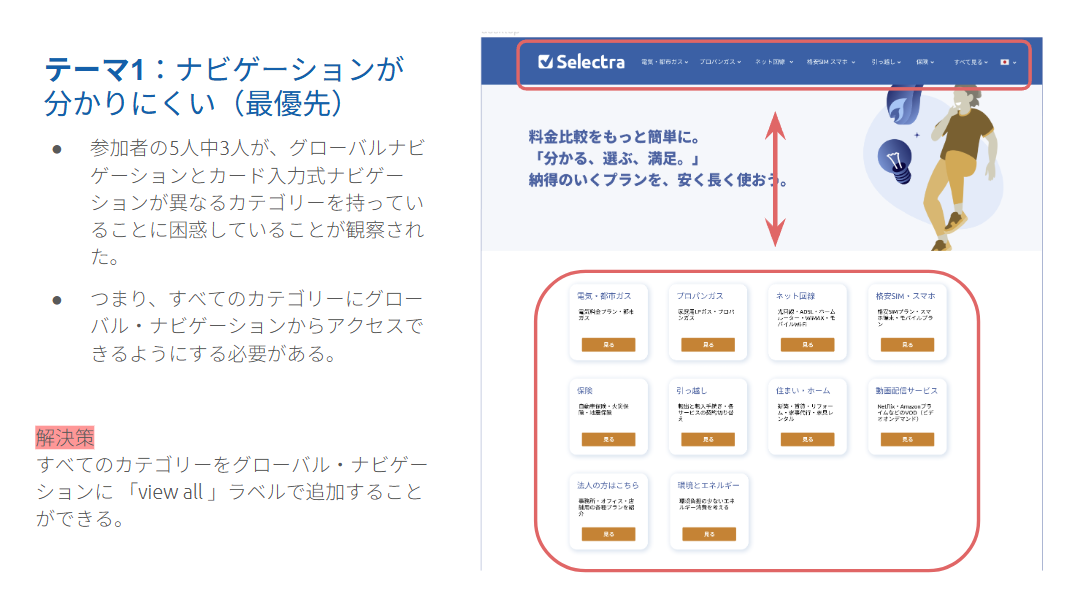 テーマ1：ナビゲーションが
分かりにくい（最優先）
● 参加者の5人中3人が、グローバルナビ
ゲーションとカード入力式ナビゲー
ションが異なるカテゴリーを持ってい
ることに困惑していることが観察され
た。
● つまり、すべてのカテゴリーにグロー
バル・ナビゲーションからアクセスで
きるようにする必要がある。
解決策
すべてのカテゴリーをグローバル・ナビゲー
ションに 「view all 」ラベルで追加すること
ができる。
Selectra 電気・都市ガス プロパンガス ネット回線 格安SIM スマホ 引っ越し 保険 すべて見る
料金比較をもっと簡単に。
「分かる、選ぶ、満足。」
納得のいくプランを、安く長く使おう。
電気・都市ガス
電気料金プラン・都市
ガス
見る
プロパンガス
家庭用LPガス・プロパ
ンガス
見る
ネット回線
光回線・ADSL・ホーム
ルーター・WiMAX・モ
バイルWi-Fi
見る
格安SIM・スマホ
格安SIMプラン・スマ
ホ端末・モバイルプラ
ン
見る
保険
自動車保険・火災保
険・地震保険
見る
引っ越し
転出と転入手続き・各
サービスの契約切り替
え
見る
住まい・ホーム
新築・賃貸・リフォー
ム・家事代行・家具レ
ンタル
見る
動画配信サービス
Netflix・Amazonプラ
イムなどのVOD（ビデ
オオンデマンド）
見る
法人の方はこちら
事務所・オフィス・店
舗用の各種プランを紹
介
見る
環境とエネルギー
環境負担の少ないエネ
ルギー消費を考える
見る